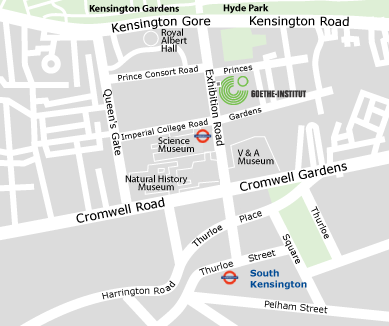 Kensington Gardens
Hyde Park
Kensington Gore
Kensington Road
Royal
Albert
Hall
Prince Consort Road
Princes
Exhibition Road
GOETHE-INSTITUT
Queen's Gate
Gardens
Imperial College Road
Science
Museum
V & A
Museum
Natural History
Museum
Cromwell Gardens
Cromwell Road
Thurloe Place
Thurloe
Square
Thurloe Street
South
Kensington
Harrington Road
Pelham Street